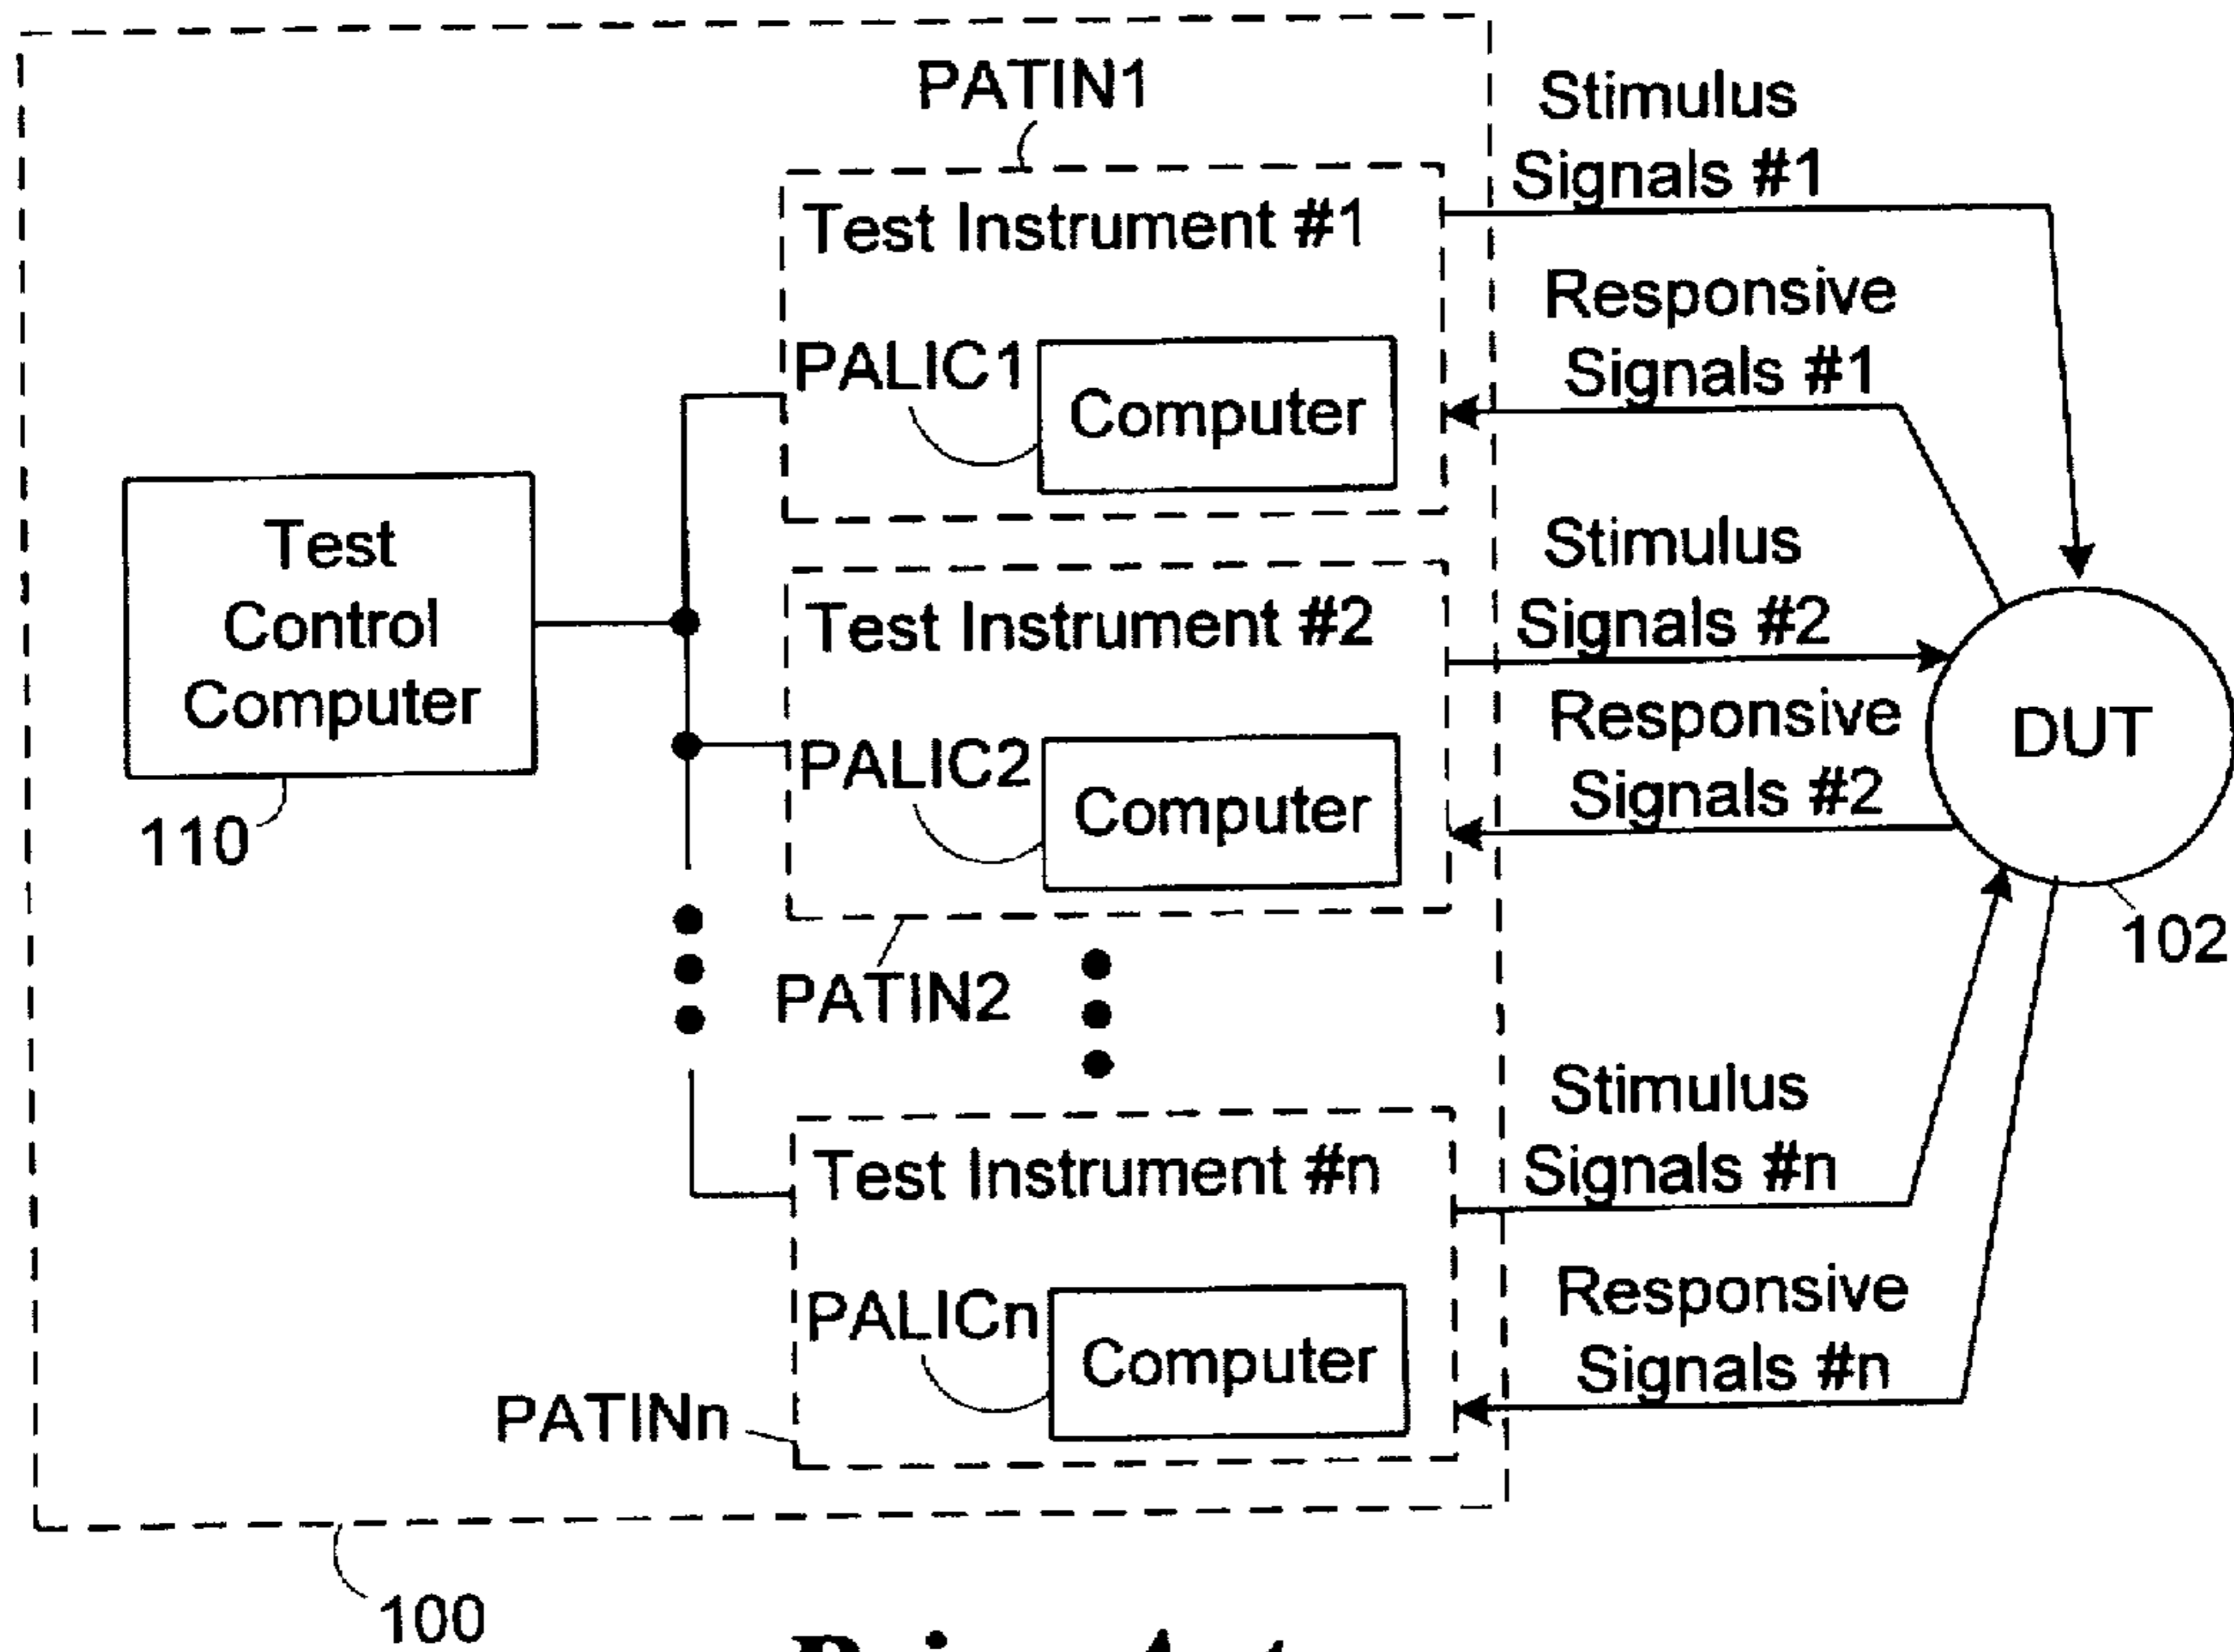 PATIN1
Stimulus
Signals #1
Test Instrument #1
Responsive
Signals #1
PALIC1
Computer
Test
Control
Computer
110
Stimulus
Signals #2
Test Instrument #2
Responsive
Signals #2
DUT
PALIC2
Computer
102
PATIN2
Stimulus
Signals #n
Test Instrument #n
Responsive
Signals #n
PALICn
Computer
PATINn
100